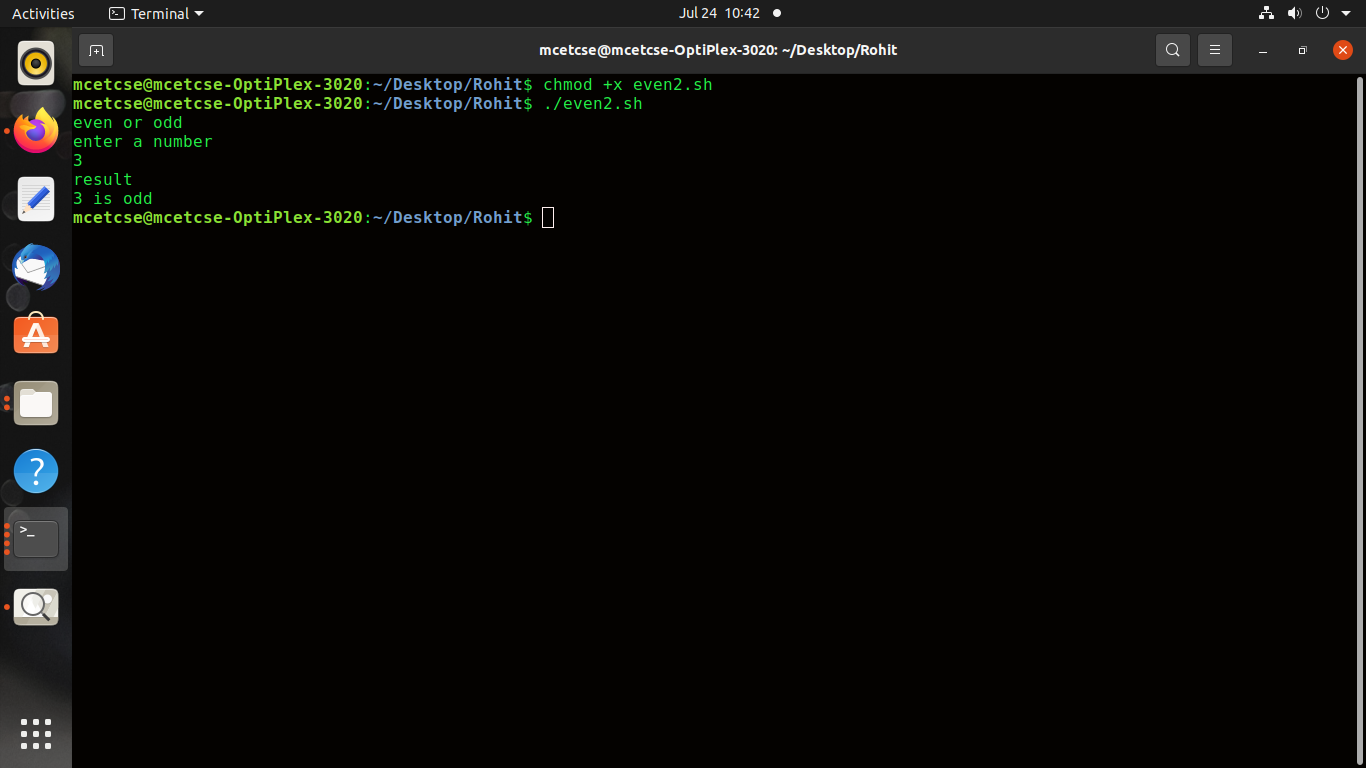 Activities
Terminal
Jul 24 10:42
mcetcse@mcetcse-OptiPlex-3020: ~/Desktop/Rohit
mcetcse@mcetcse-OptiPlex-3020:~/Desktop/Rohit$ chmod +x even2.sh
mcetcse@mcetcse-OptiPlex-3020:~/Desktop/Rohit$ ./even2.sh
even or odd
enter a number
3
result
3 is odd
mcetcse@mcetcse-OptiPlex-3020:~/Desktop/Rohit$